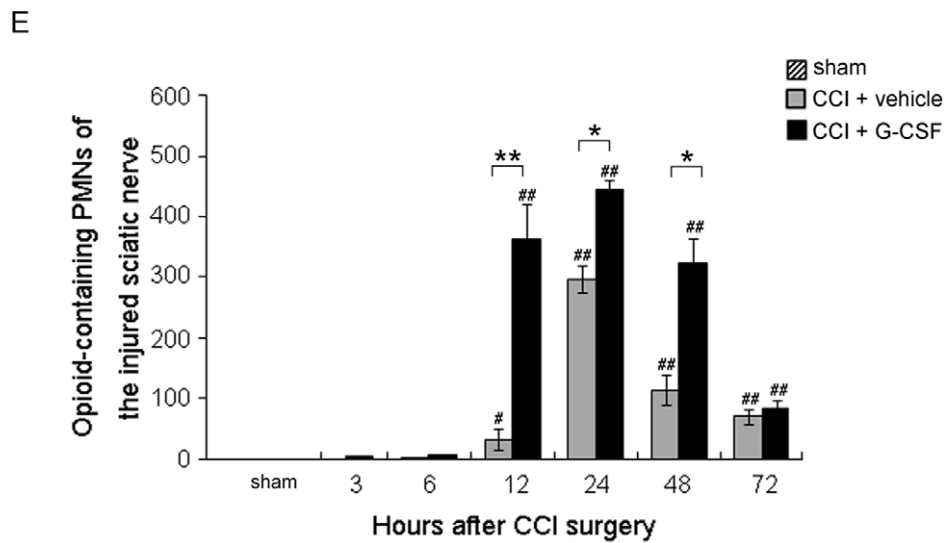 E
sham
CCI + vehicle
CCI + G-CSF
Opioid-containing PMNs of
the injured sciatic nerve
600
500
400
300
200
100
0
**
*
*
##
##
##
##
##
#
##
##
sham 3 6 12 24 48 72
Hours after CCI surgery